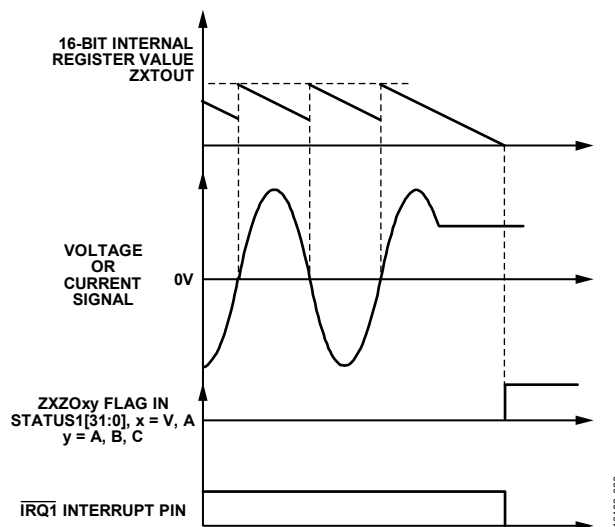 16-BIT INTERNAL
REGISTER VALUE
ZXTOUT
VOLTAGE
OR
CURRENT
SIGNAL
0V
ZXZOxy FLAG IN
STATUS1[31:0], x = V, A
y = A, B, C
IRQ1 INTERRUPT PIN